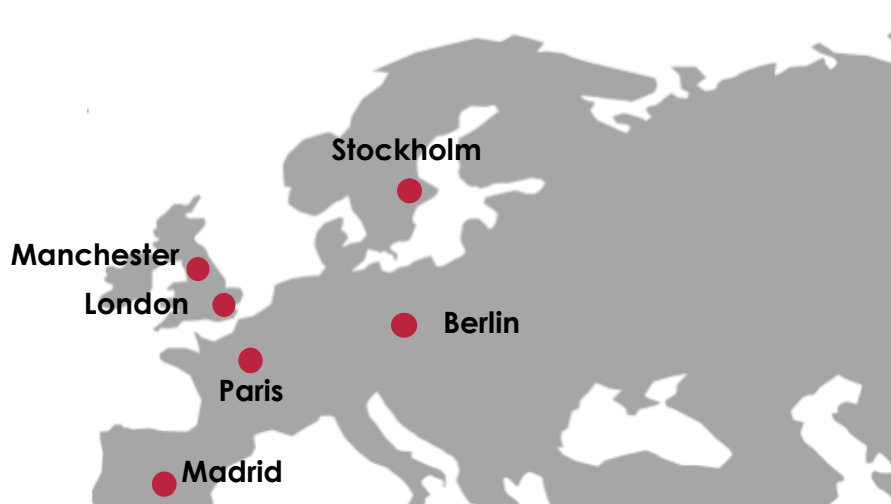 Stockholm
Manchester
London
Berlin
Paris
Madrid